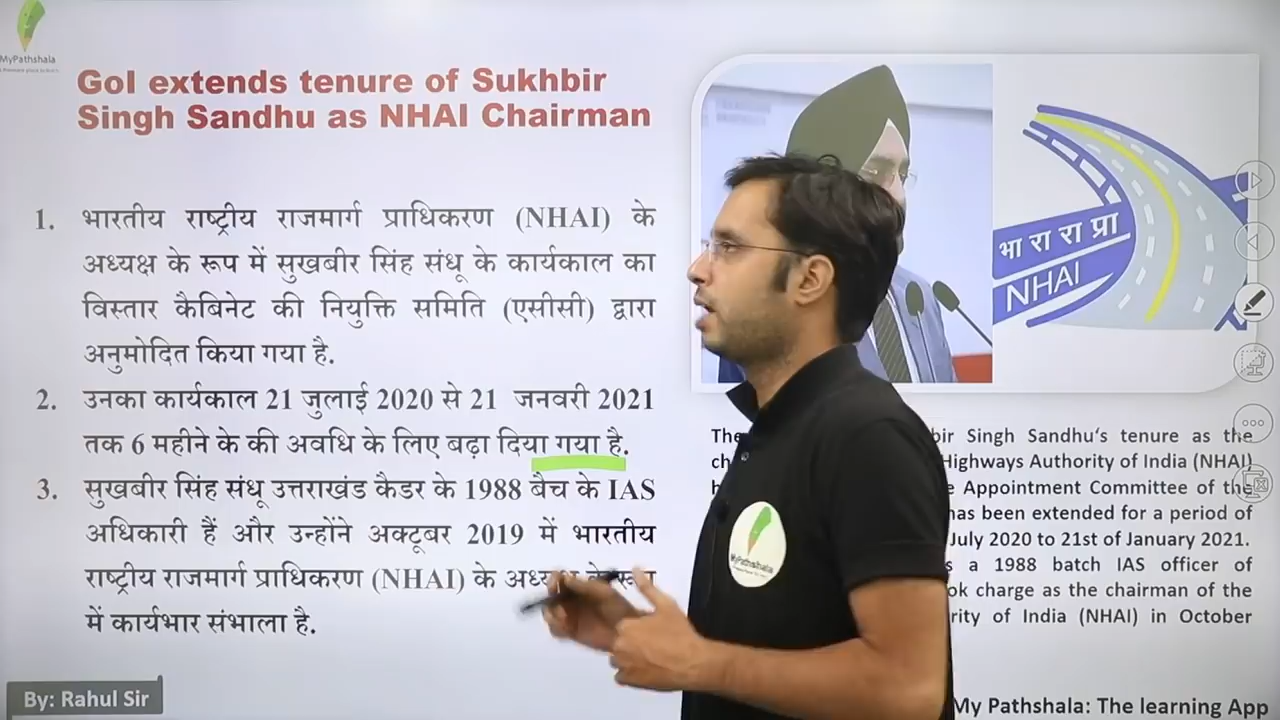 MyPathshala
GoI extends tenure of Sukhbir
Singh Sandhu as NHAI Chairman
1. भारतीय राष्ट्रीय राजमार्ग प्राधिकरण (NHAI) के
अध्यक्ष के रूप में सुखबीर सिंह संधू के कार्यकाल का
विस्तार कैबिनेट की नियुक्ति समिति (एसीसी) द्वारा
अनुमोदित किया गया है.
2. उनका कार्यकाल 21 जुलाई 2020 से 21 जनवरी 2021
तक 6 महीने के की अवधि के लिए बढ़ा दिया गया है.
3. सुखबीर सिंह संधू उत्तराखंड कैडर के 1988 बैच के IAS
अधिकारी हैं और उन्होंने अक्टूबर 2019 में भारतीय
राष्ट्रीय राजमार्ग प्राधिकरण (NHAI) के
में कार्यभार संभाला है.
By: Rahul Sir
भा रा रा प्रा
NHAI
The Singh Sandhu‘s tenure as the
Highways Authority of India (NHAI)
Appointment Committee of the
has been extended for a period of
July 2020 to 21st of January 2021.
a 1988 batch IAS officer of
charge as the chairman of the
of India (NHAI) in October
MyPathshala
My Pathshala: The learning App